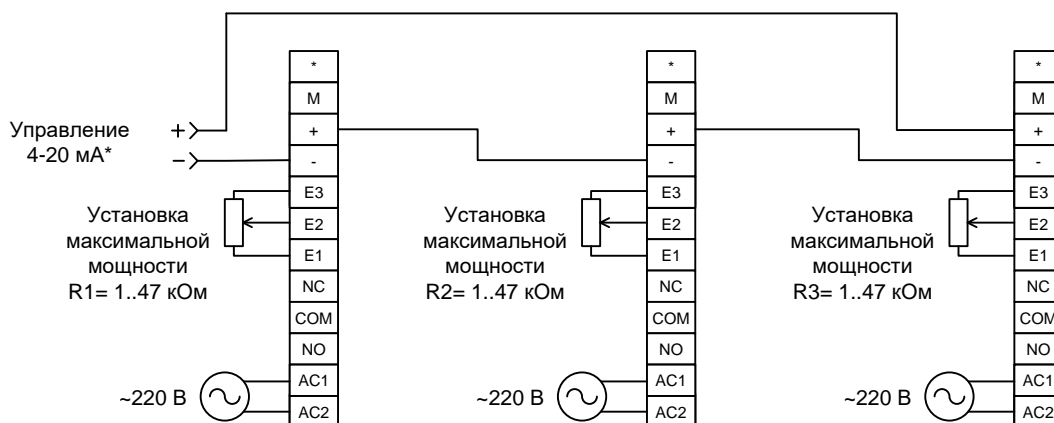 Управление
4-20 мА*
+
−
*
M
+
-
E3
E2
E1
NC
COM
NO
AC1
AC2
Установка
максимальной
мощности
R1= 1..47 кОм
~220 В
*
M
+
-
E3
E2
E1
NC
COM
NO
AC1
AC2
Установка
максимальной
мощности
R2= 1..47 кОм
~220 В
*
M
+
-
E3
E2
E1
NC
COM
NO
AC1
AC2
Установка
максимальной
мощности
R3= 1..47 кОм
~220 В